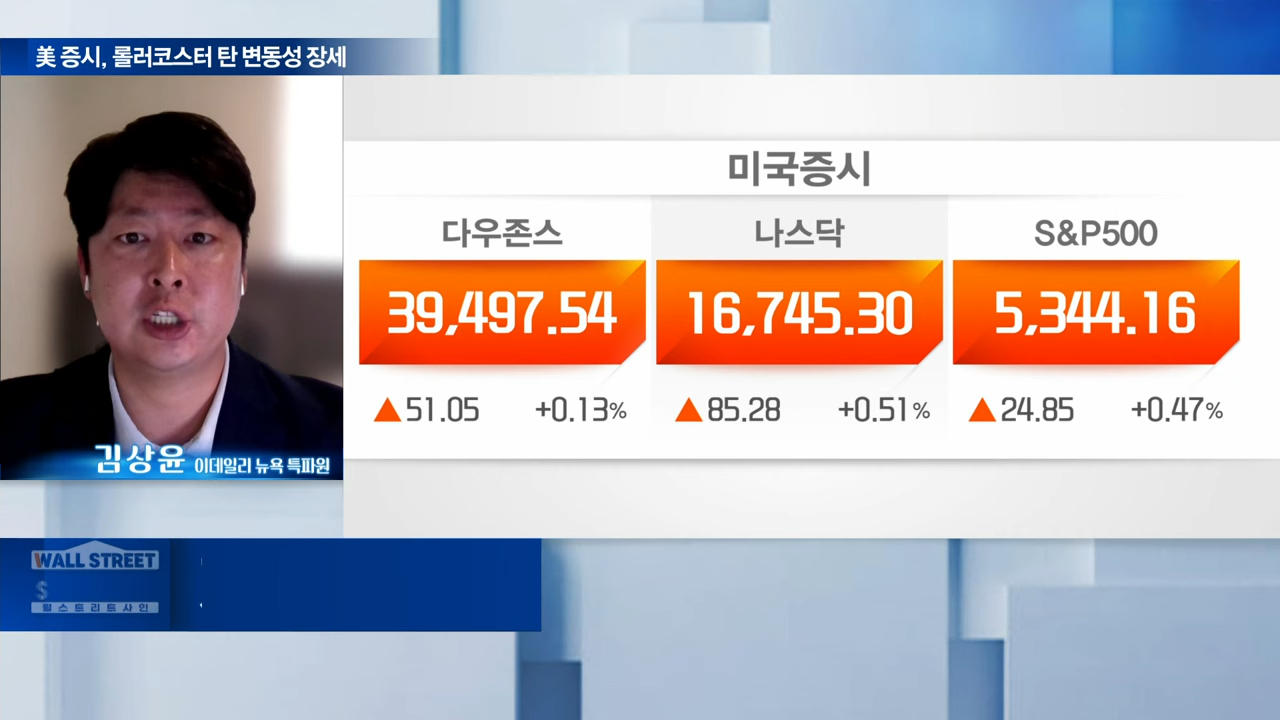 美 증시, 롤러코스터 탄 변동성 장세
미국증시
다우존스 나스닥 S&P500
39,497.54 16,745.30 5,344.16
▲51.05 +0.13% ▲85.28 +0.51% ▲24.85 +0.47%
김상윤 이데일리 뉴욕 특파원
WALL STREET
$
월스트리트사인